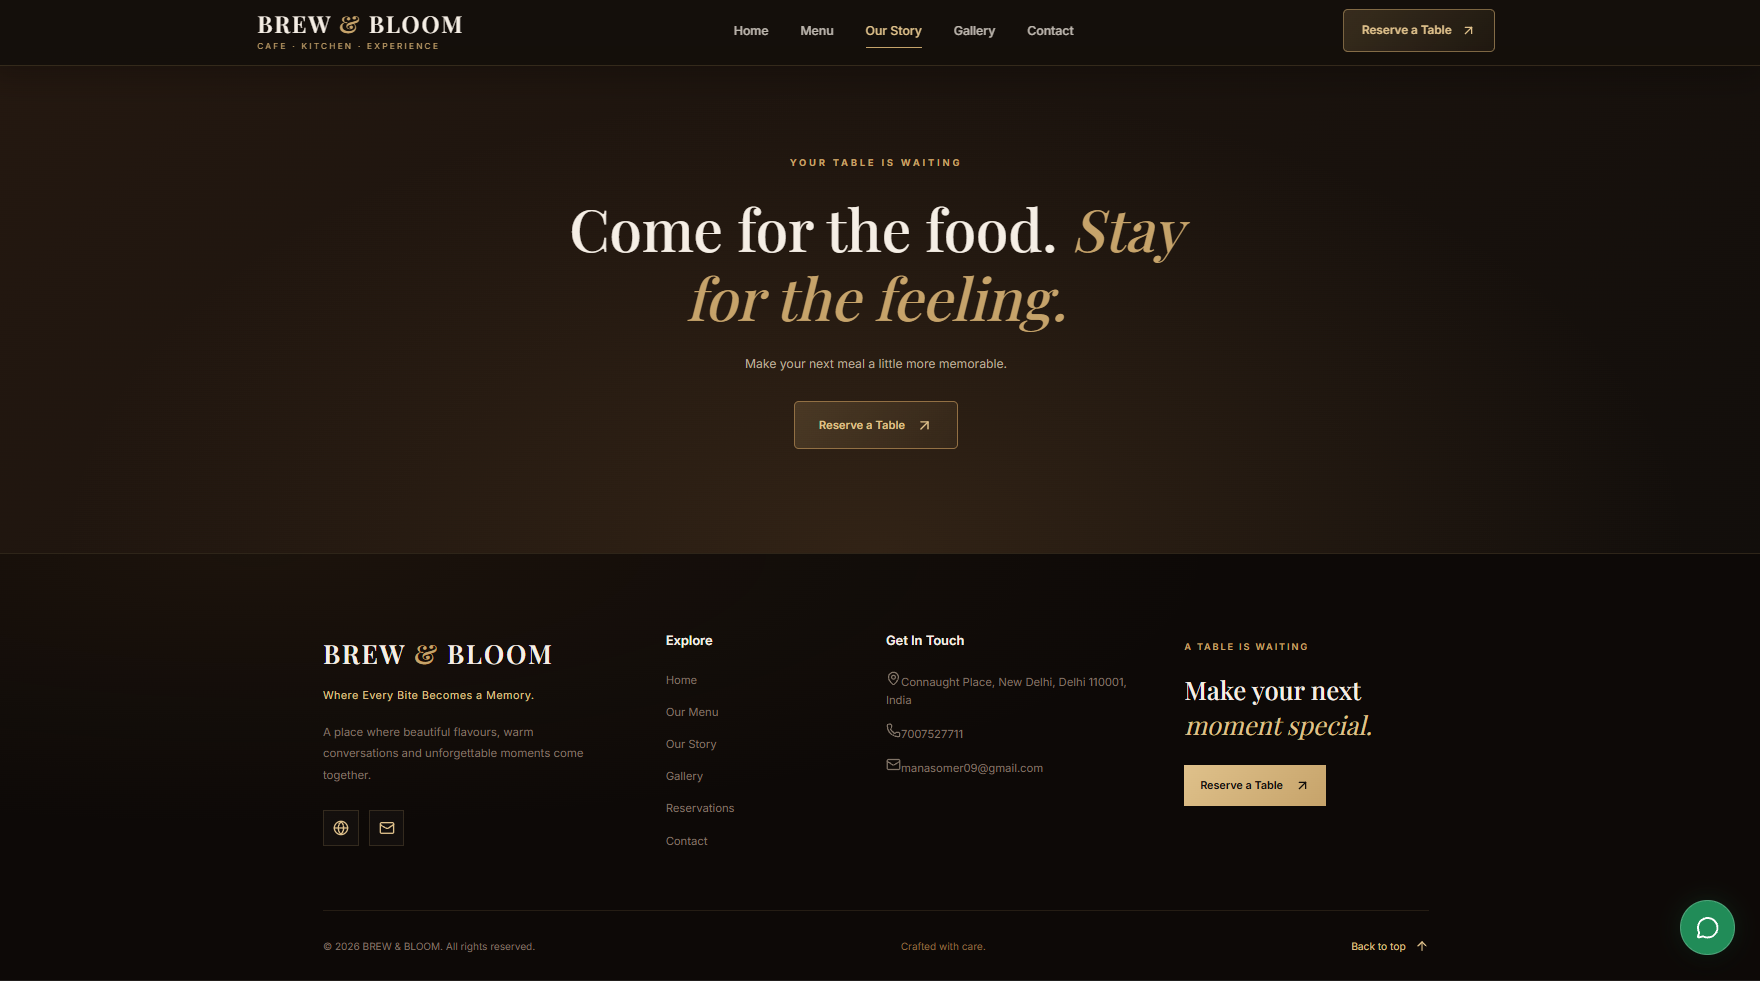 BREW & BLOOM
CAFE · KITCHEN · EXPERIENCE
Home
Menu
Our Story
Gallery
Contact
Reserve a Table
YOUR TABLE IS WAITING
Come for the food. Stay
for the feeling.
Make your next meal a little more memorable.
Reserve a Table
BREW & BLOOM
Where Every Bite Becomes a Memory.
A place where beautiful flavours, warm
conversations and unforgettable moments come
together.
Explore
Home
Our Menu
Our Story
Gallery
Reservations
Contact
Get In Touch
Connaught Place, New Delhi, Delhi 110001,
India
7007527711
manasomer09@gmail.com
A TABLE IS WAITING
Make your next
moment special.
Reserve a Table
© 2026 BREW & BLOOM. All rights reserved.
Crafted with care.
Back to top